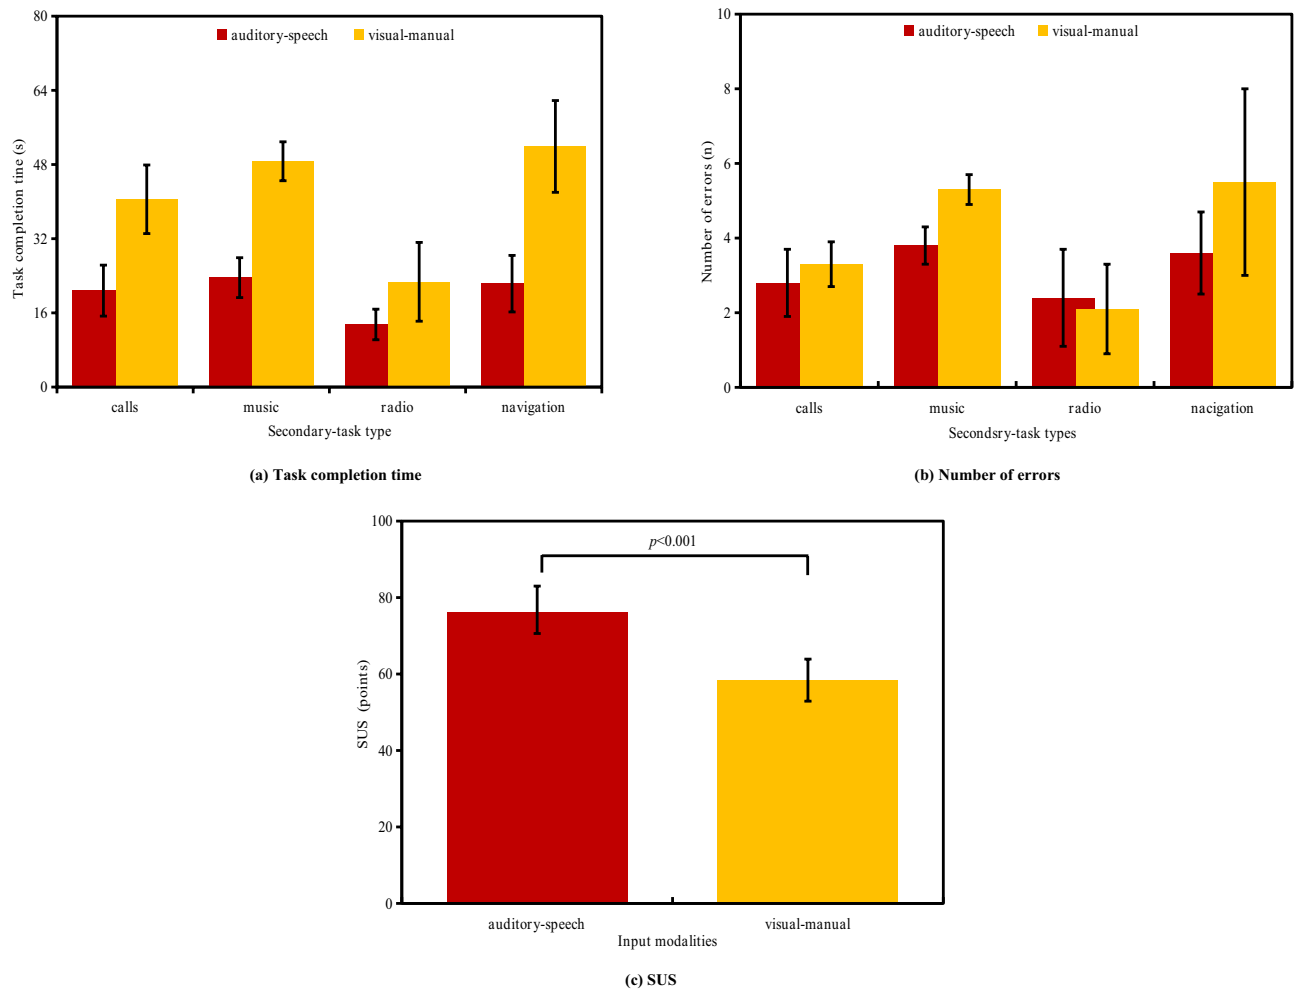 80
64
48
32
16
0
Task completion tine (s)
auditory-speech visual-manual
calls music radio navigation
Secondary-task type
(a) Task completion time
10
8
6
4
2
0
Number of errors (n)
auditory-speech visual-manual
calls music radio nacigation
Secondsry-task types
(b) Number of errors
100
80
60
40
20
0
SUS (points)
p<0.001
auditory-speech visual-manual
Input modalities
(c) SUS